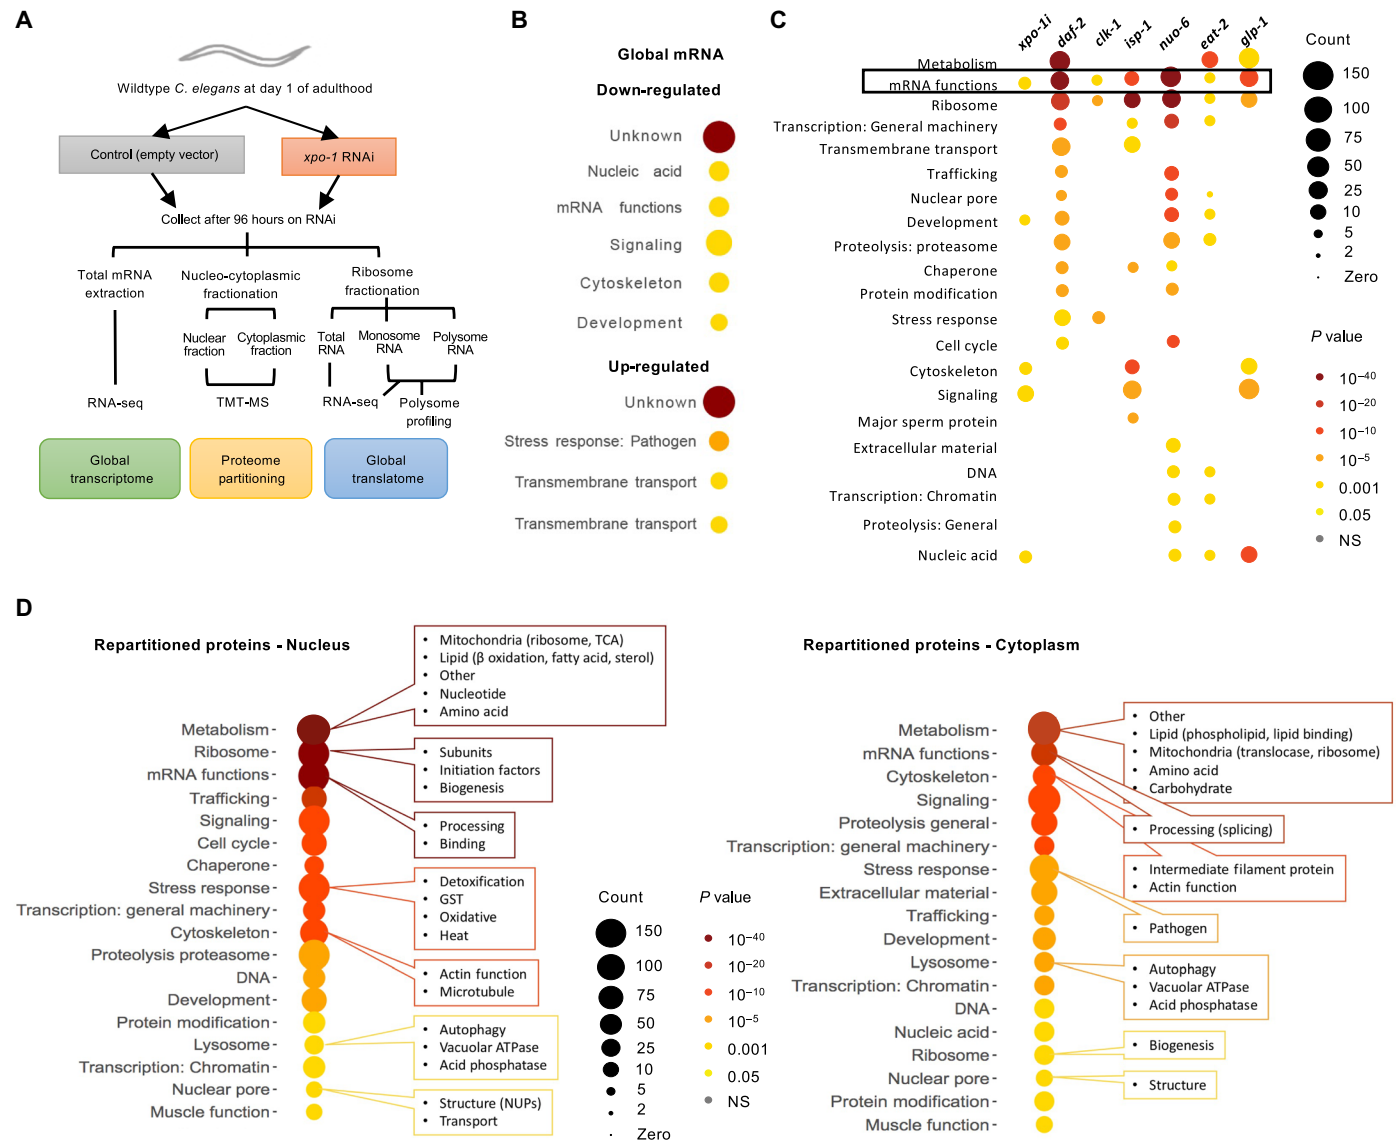 A
Wildtype C. elegans at day 1 of adulthood
Control (empty vector)
xpo-1 RNAi
Collect after 96 hours on RNAi
Total mRNA
extraction
Nucleo-cytoplasmic
fractionation
Ribosome
fractionation
Nuclear
fraction
Cytoplasmic
fraction
Total
RNA
Monosome
RNA
Polysome
RNA
RNA-seq
TMT-MS
RNA-seq
Polysome
profiling
Global
transcriptome
Proteome
partitioning
Global
translatome
B
Global mRNA
Down-regulated
Unknown
Nucleic acid
mRNA functions
Signaling
Cytoskeleton
Development
Up-regulated
Unknown
Stress response: Pathogen
Transmembrane transport
Transmembrane transport
C
xpo-1i
daf-2
clk-1
isp-1
nuo-6
eat-2
glp-1
Metabolism
mRNA functions
Ribosome
Transcription: General machinery
Transmembrane transport
Trafficking
Nuclear pore
Development
Proteolysis: proteasome
Chaperone
Protein modification
Stress response
Cell cycle
Cytoskeleton
Signaling
Major sperm protein
Extracellular material
DNA
Transcription: Chromatin
Proteolysis: General
Nucleic acid
Count
150
100
75
50
25
10
5
2
Zero
P value
10⁻⁴⁰
10⁻²⁰
10⁻¹⁰
10⁻⁵
0.001
0.05
NS
D
Repartitioned proteins - Nucleus
Metabolism-
Ribosome-
mRNA functions-
Trafficking-
Signaling-
Cell cycle-
Chaperone-
Stress response-
Transcription: general machinery-
Cytoskeleton-
Proteolysis proteasome-
DNA-
Development-
Protein modification-
Lysosome-
Transcription: Chromatin-
Nuclear pore-
Muscle function-
• Mitochondria (ribosome, TCA)
• Lipid (β oxidation, fatty acid, sterol)
• Other
• Nucleotide
• Amino acid
• Subunits
• Initiation factors
• Biogenesis
• Processing
• Binding
• Detoxification
• GST
• Oxidative
• Heat
• Actin function
• Microtubule
• Autophagy
• Vacuolar ATPase
• Acid phosphatase
• Structure (NUPs)
• Transport
Count
150
100
75
50
25
10
5
2
Zero
P value
10⁻⁴⁰
10⁻²⁰
10⁻¹⁰
10⁻⁵
0.001
0.05
NS
Repartitioned proteins - Cytoplasm
Metabolism-
mRNA functions-
Cytoskeleton-
Signaling-
Proteolysis general-
Transcription: general machinery-
Stress response-
Extracellular material-
Trafficking-
Development-
Lysosome-
Transcription: Chromatin-
DNA-
Nucleic acid-
Ribosome-
Nuclear pore-
Protein modification-
Muscle function-
• Other
• Lipid (phospholipid, lipid binding)
• Mitochondria (translocase, ribosome)
• Amino acid
• Carbohydrate
• Processing (splicing)
• Intermediate filament protein
• Actin function
• Pathogen
• Autophagy
• Vacuolar ATPase
• Acid phosphatase
• Biogenesis
• Structure